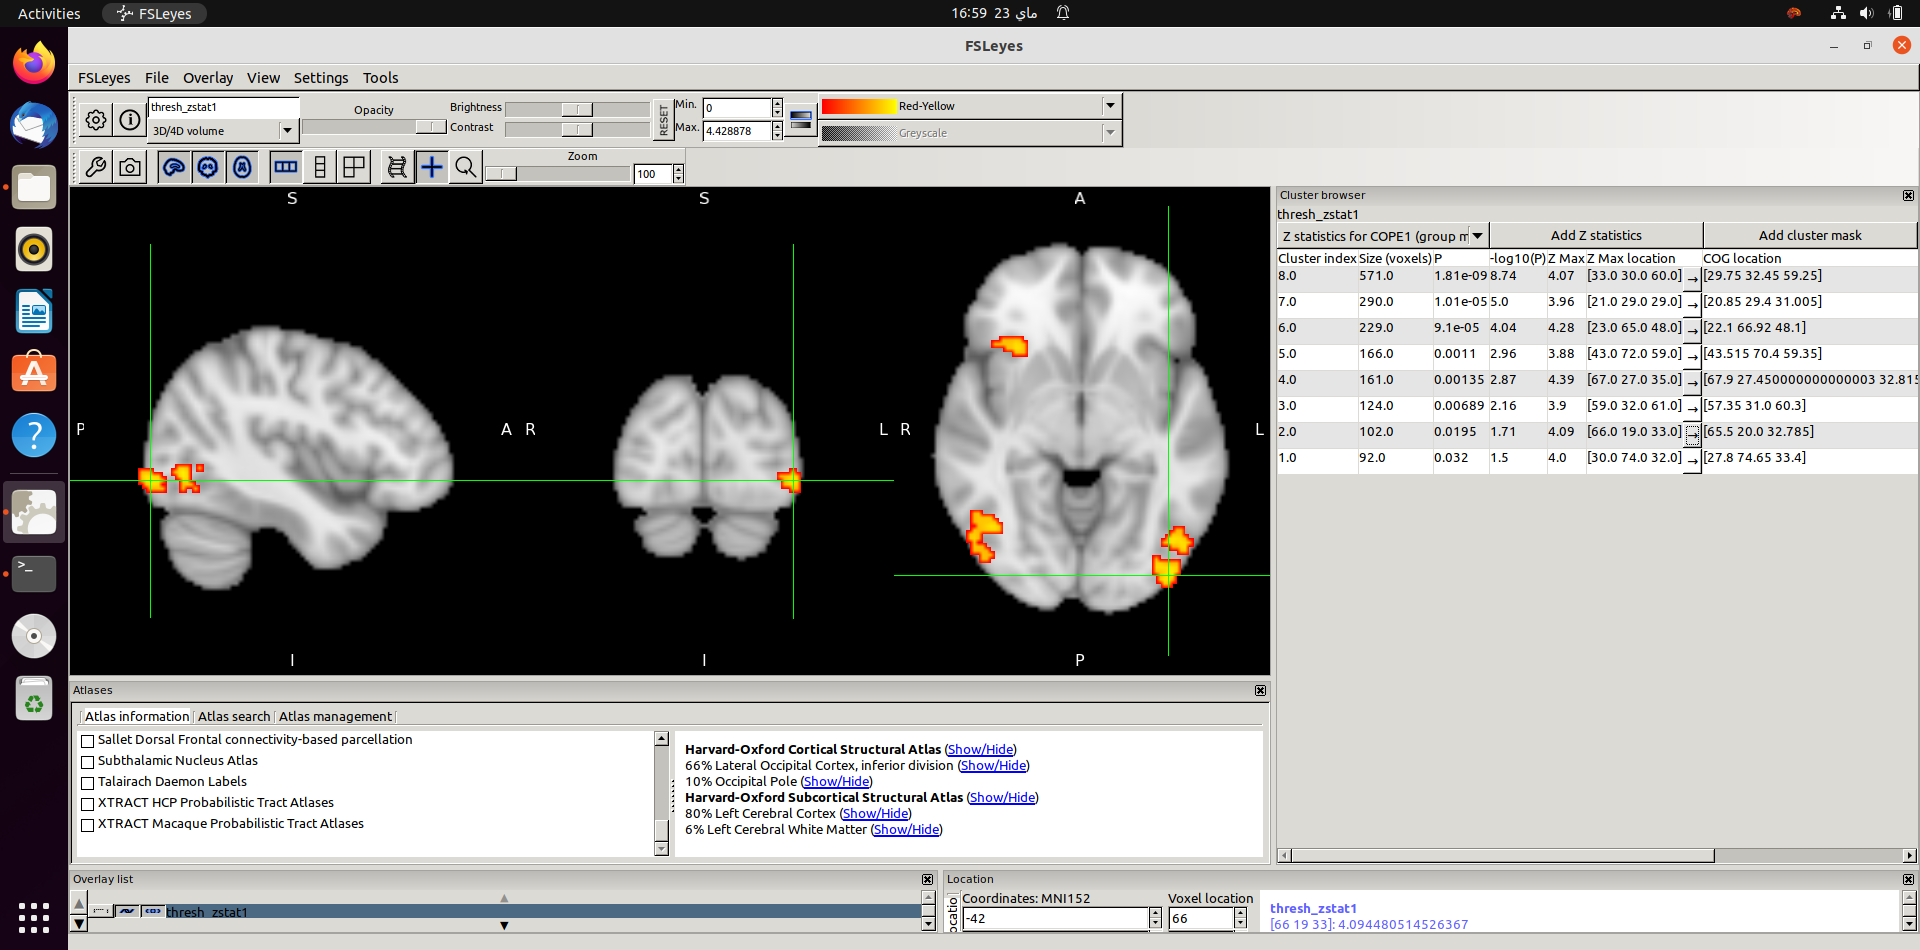 Activities FSLeyes 16:59 23 ماي
FSLeyes
FSLeyes File Overlay View Settings Tools
thresh_zstat1
3D/4D volume
Opacity
Brightness
Contrast
RESET
Min. 0
Max. 4.428878
Red-Yellow
Greyscale
Zoom
100
S S A
P A R L R L
I I P
Cluster browser
thresh_zstat1
Z statistics for COPE1 (group m Add Z statistics Add cluster mask
Cluster index Size (voxels) P -log10(P) Z Max Z Max location COG location
8.0 571.0 1.81e-09 8.74 4.07 [33.0 30.0 60.0] → [29.75 32.45 59.25]
7.0 290.0 1.01e-05 5.0 3.96 [21.0 29.0 29.0] → [20.85 29.4 31.005]
6.0 229.0 9.1e-05 4.04 4.28 [23.0 65.0 48.0] → [22.1 66.92 48.1]
5.0 166.0 0.0011 2.96 3.88 [43.0 72.0 59.0] → [43.515 70.4 59.35]
4.0 161.0 0.00135 2.87 4.39 [67.0 27.0 35.0] → [67.9 27.450000000000003 32.815
3.0 124.0 0.00689 2.16 3.9 [59.0 32.0 61.0] → [57.35 31.0 60.3]
2.0 102.0 0.0195 1.71 4.09 [66.0 19.0 33.0] → [65.5 20.0 32.785]
1.0 92.0 0.032 1.5 4.0 [30.0 74.0 32.0] → [27.8 74.65 33.4]
Atlases
Atlas information Atlas search Atlas management
Sallet Dorsal Frontal connectivity-based parcellation
Subthalamic Nucleus Atlas
Talairach Daemon Labels
XTRACT HCP Probabilistic Tract Atlases
XTRACT Macaque Probabilistic Tract Atlases
Harvard-Oxford Cortical Structural Atlas (Show/Hide)
66% Lateral Occipital Cortex, inferior division (Show/Hide)
10% Occipital Pole (Show/Hide)
Harvard-Oxford Subcortical Structural Atlas (Show/Hide)
80% Left Cerebral Cortex (Show/Hide)
6% Left Cerebral White Matter (Show/Hide)
Overlay list
thresh_zstat1
Location
Coordinates: MNI152 Voxel location
-42 66
thresh_zstat1
[66 19 33]: 4.094480514526367